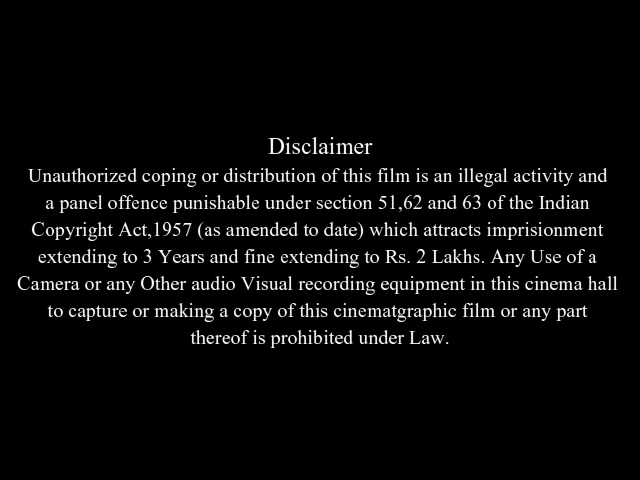 Disclaimer
Unauthorized coping or distribution of this film is an illegal activity and
a panel offence punishable under section 51,62 and 63 of the Indian
Copyright Act,1957 (as amended to date) which attracts imprisionment
extending to 3 Years and fine extending to Rs. 2 Lakhs. Any Use of a
Camera or any Other audio Visual recording equipment in this cinema hall
to capture or making a copy of this cinematgraphic film or any part
thereof is prohibited under Law.